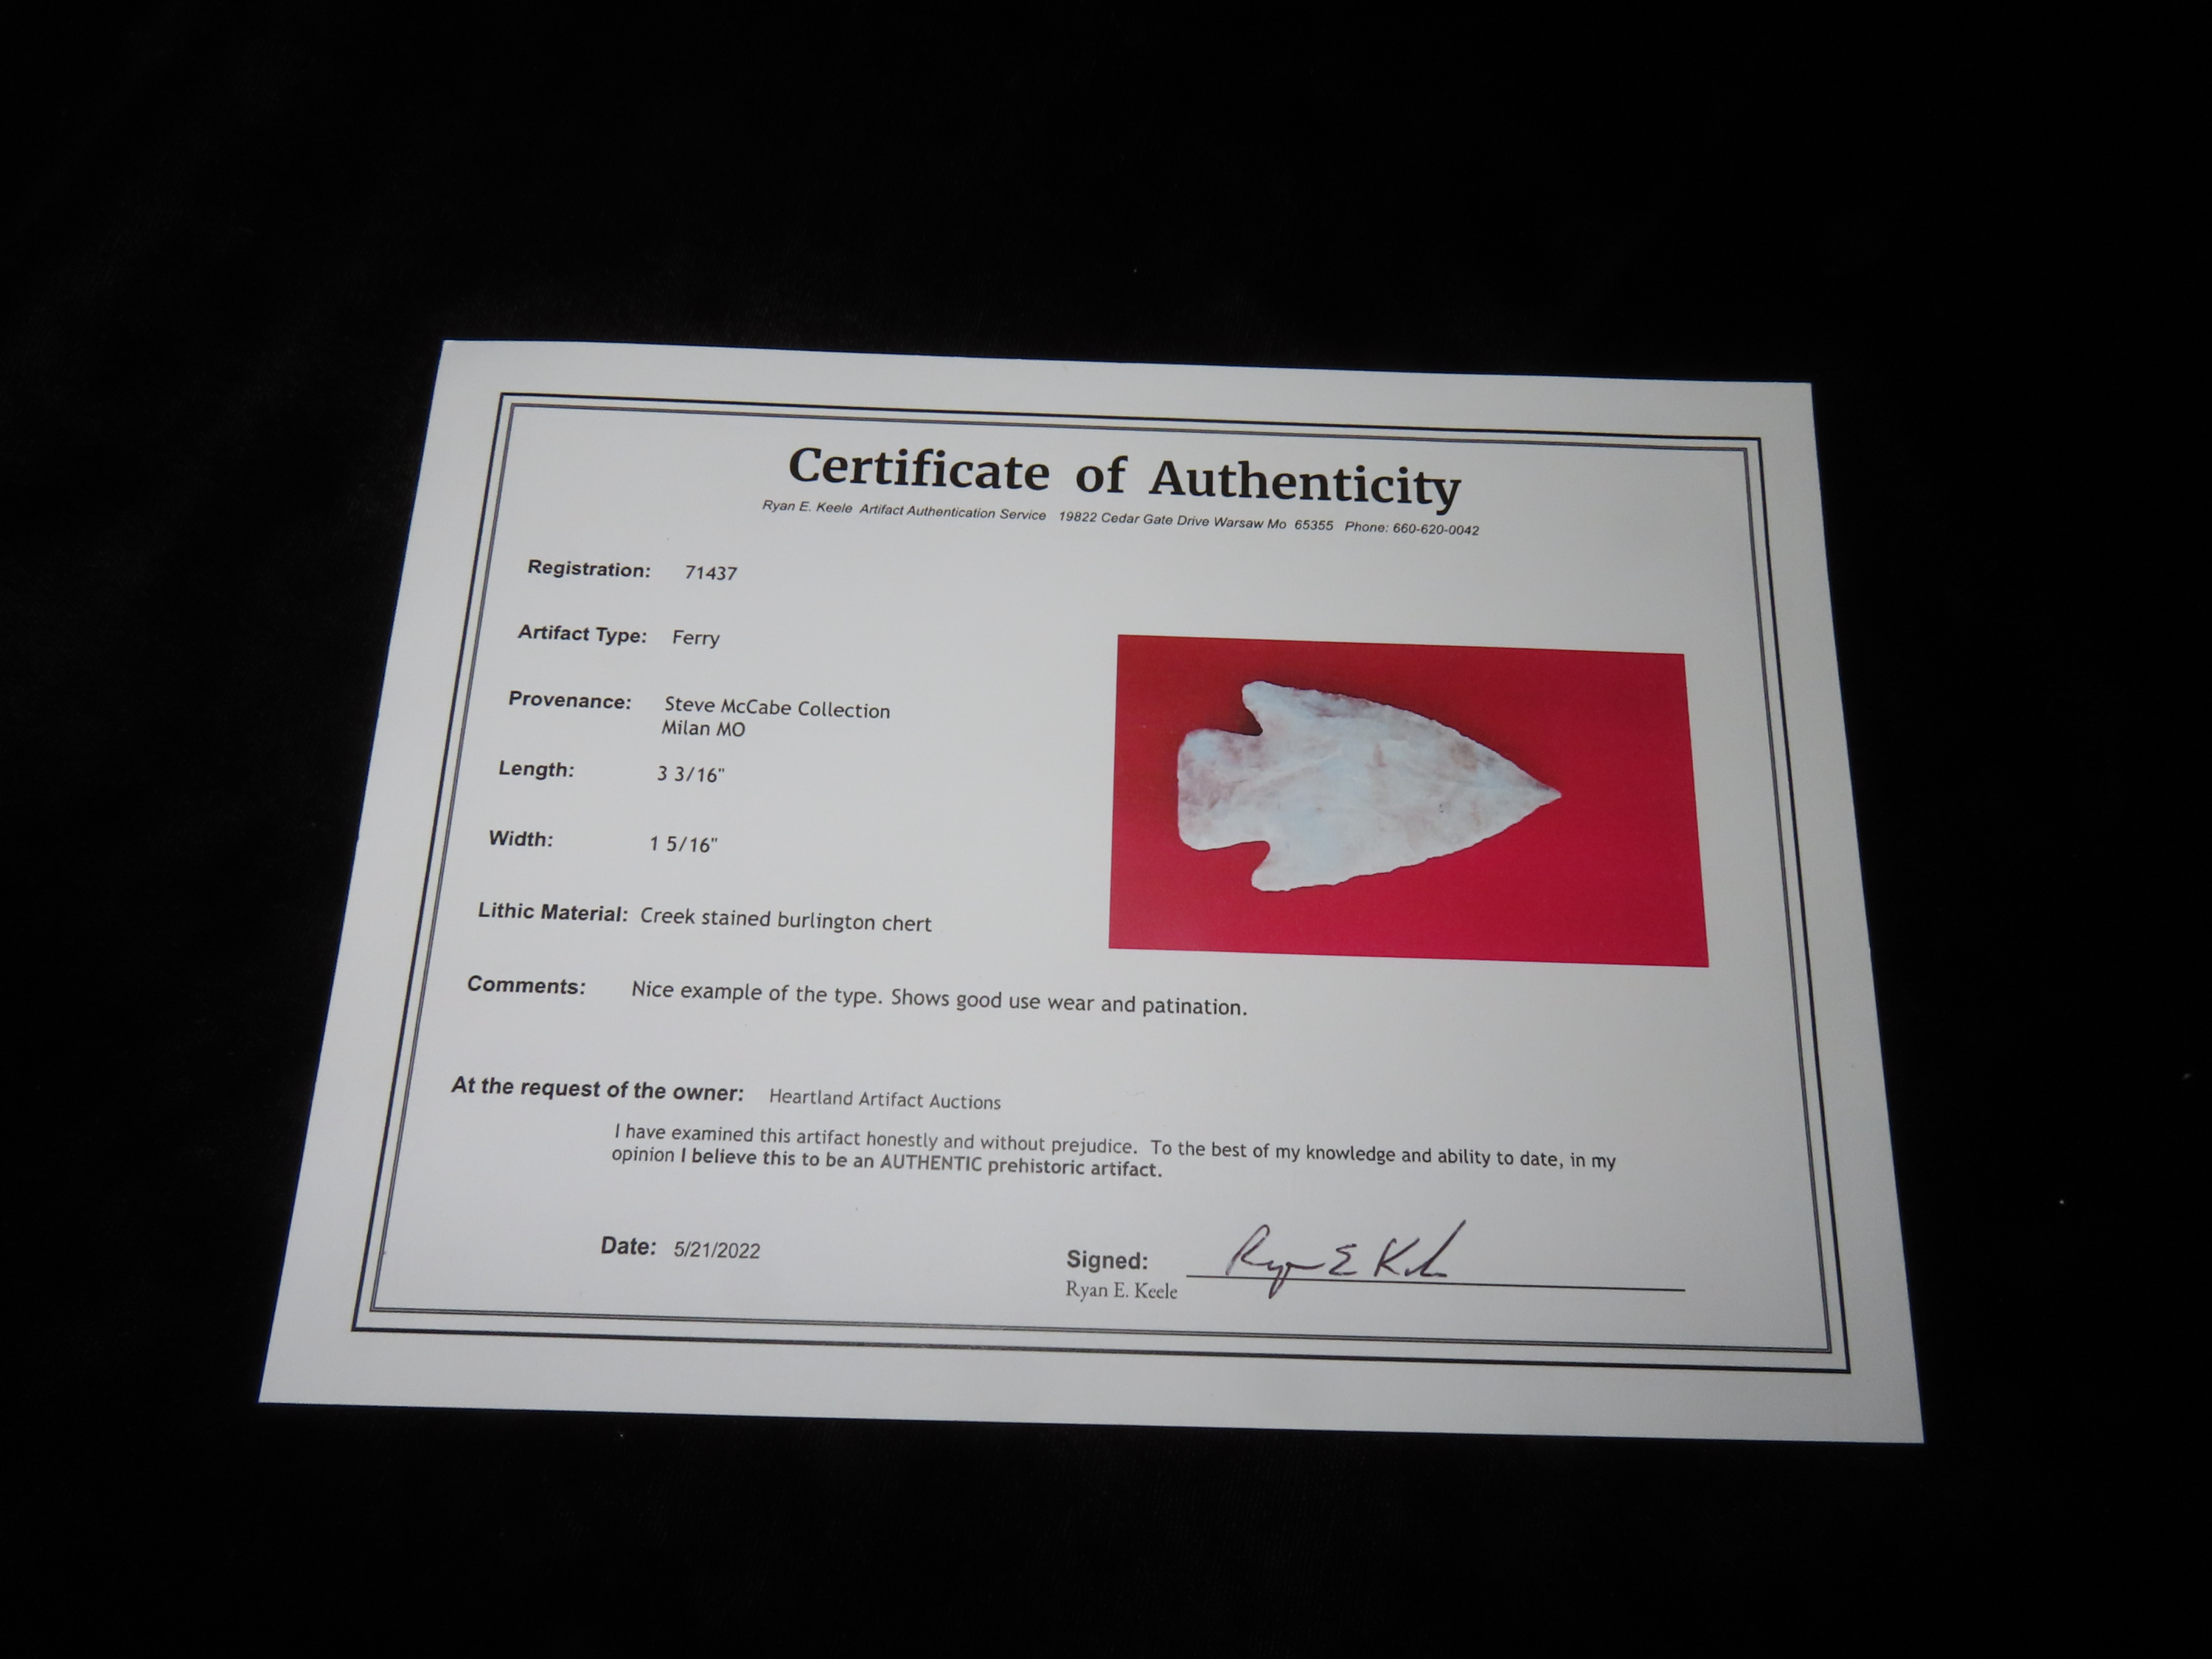 Certificate of Authenticity
Ryan E. Keele Artifact Authentication Service 19822 Cedar Gate Drive Warsaw Mo 65355 Phone: 660-620-0042
Registration: 71437
Artifact Type: Ferry
Provenance: Steve McCabe Collection
Milan MO
Length: 3 3/16"
Width: 1 5/16"
Lithic Material: Creek stained burlington chert
Comments: Nice example of the type. Shows good use wear and patination.
At the request of the owner: Heartland Artifact Auctions
I have examined this artifact honestly and without prejudice. To the best of my knowledge and ability to date, in my
opinion I believe this to be an AUTHENTIC prehistoric artifact.
Date: 5/21/2022
Signed: Ryan E Keele
Ryan E. Keele